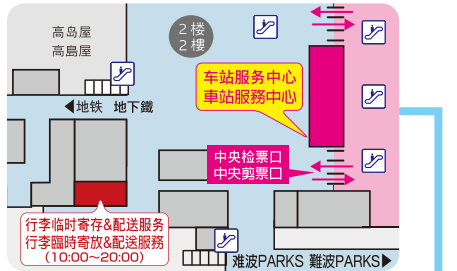 高岛屋
高島屋
2楼
2樓
车站服务中心
車站服務中心
◀地铁 地下鐵
中央检票口
中央剪票口
行李临时寄存&配送服务
行李臨時寄放&配送服務
(10:00～20:00)
难波PARKS 難波PARKS▶